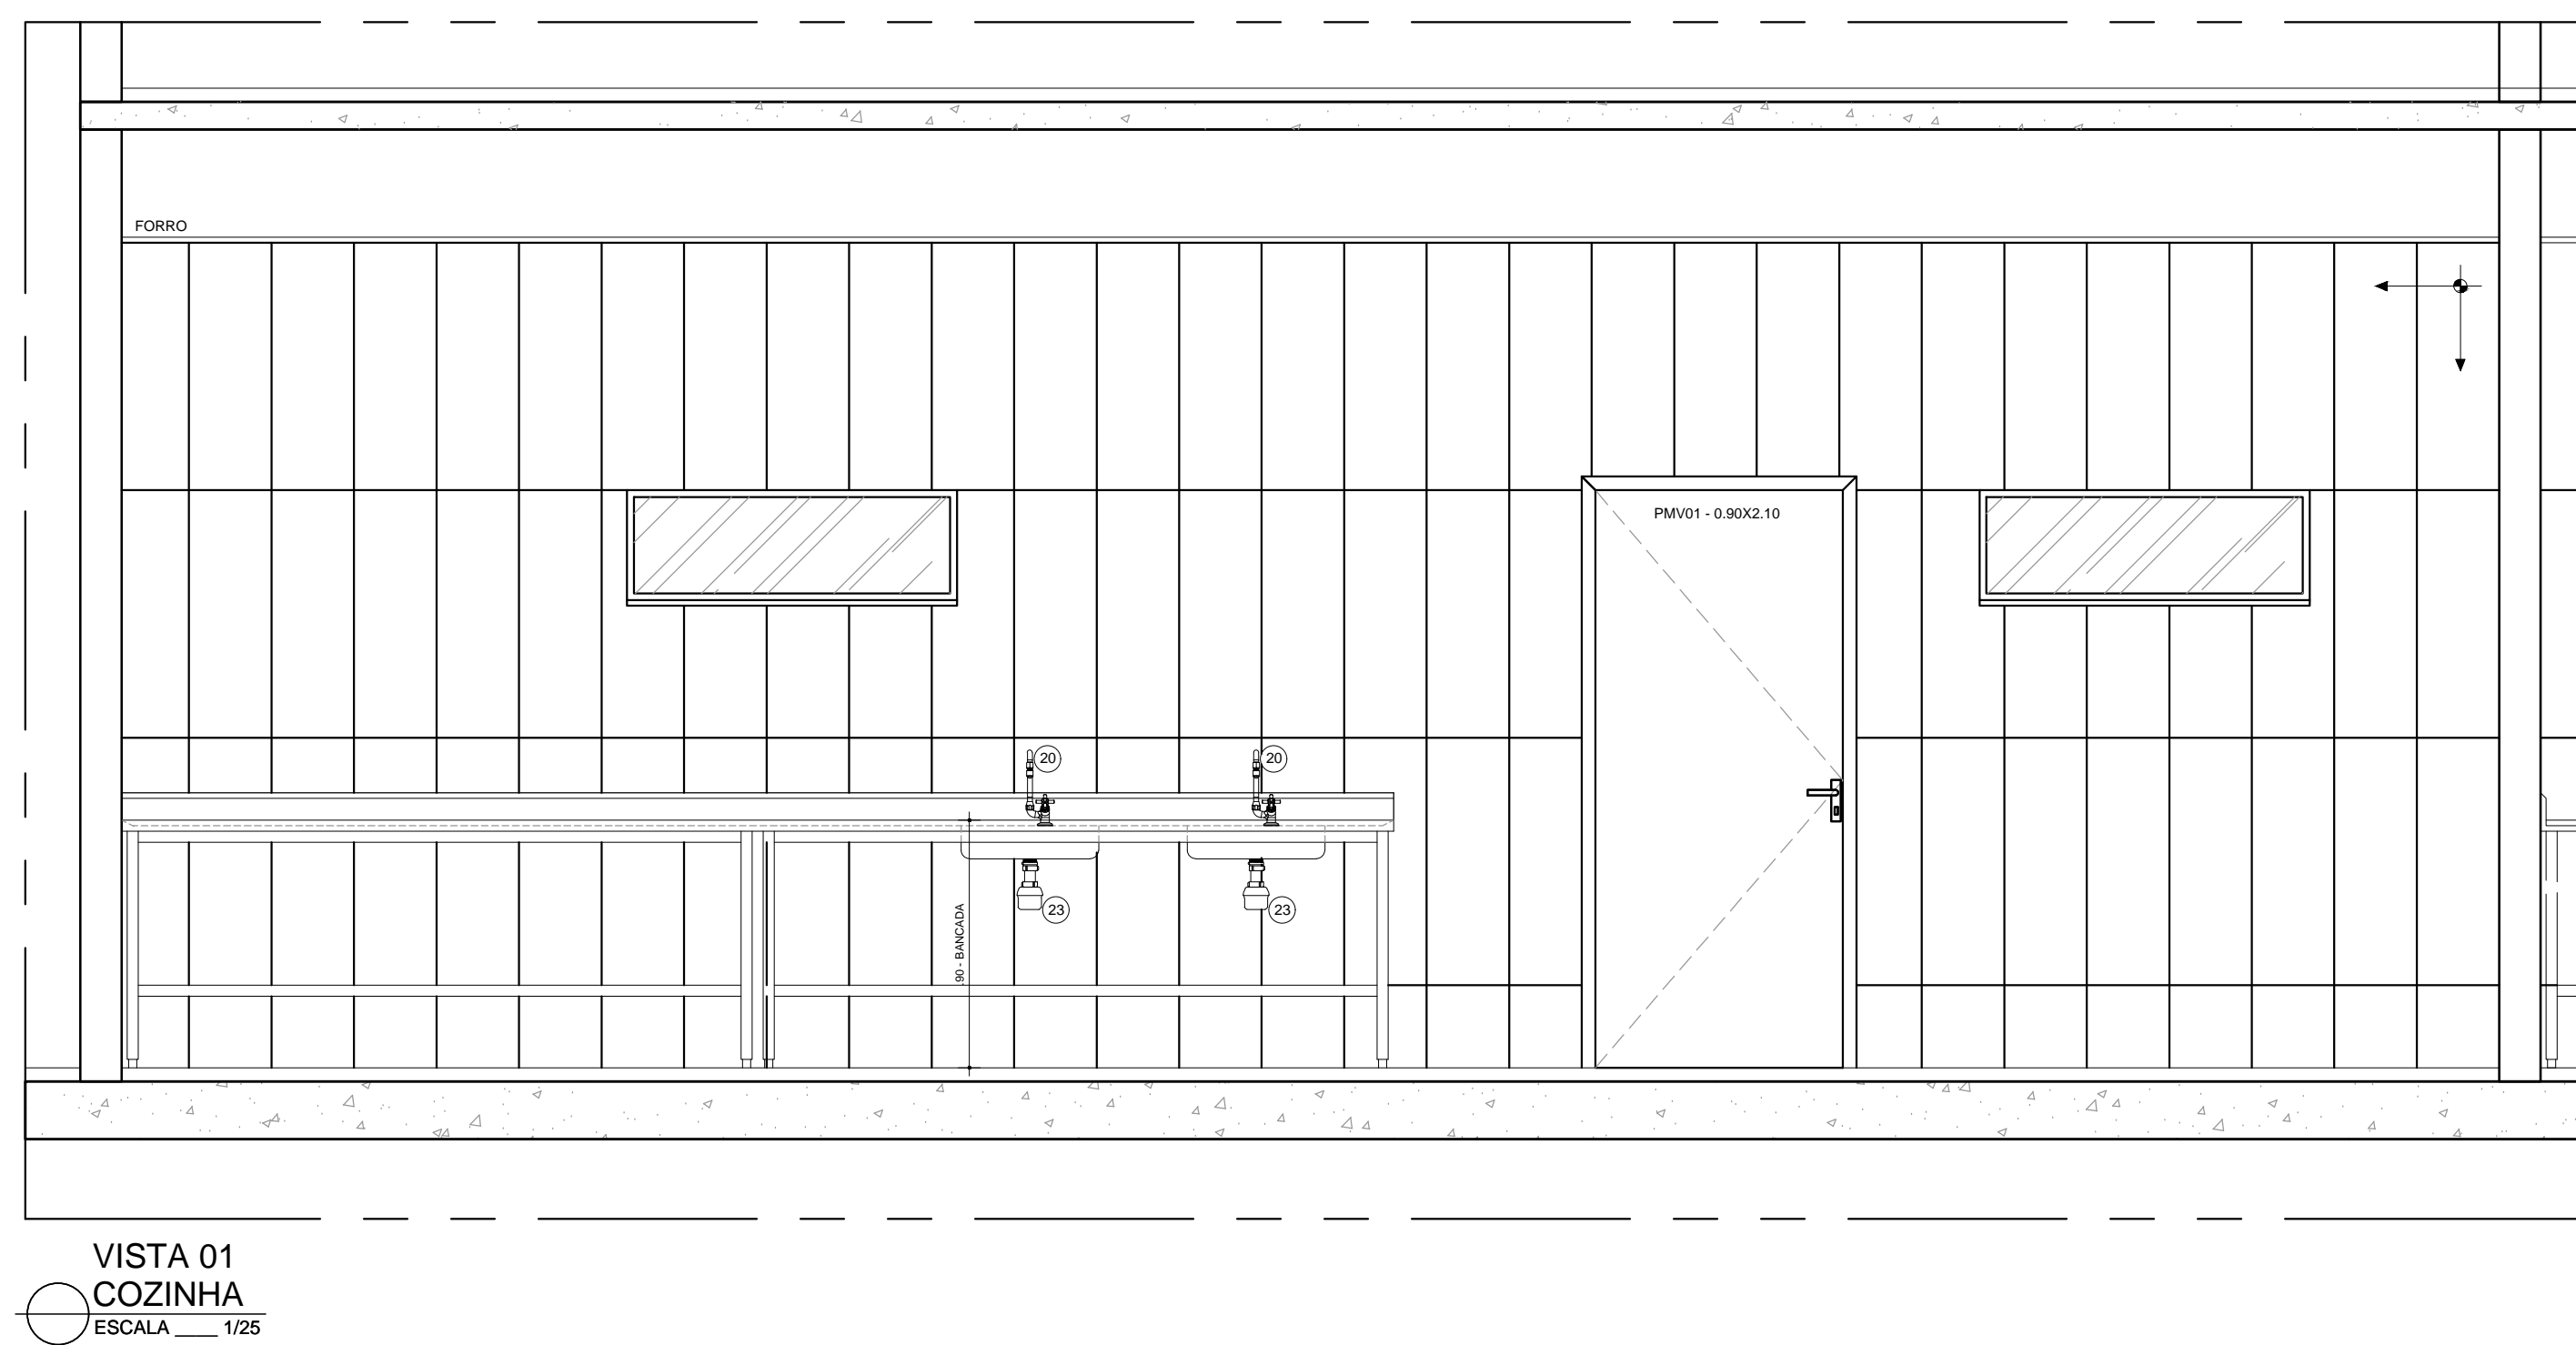 FORRO
PMV01 - 0.90X2.10
20
20
23
23
.90 - BANCADA
VISTA 01
COZINHA
ESCALA ____ 1/25